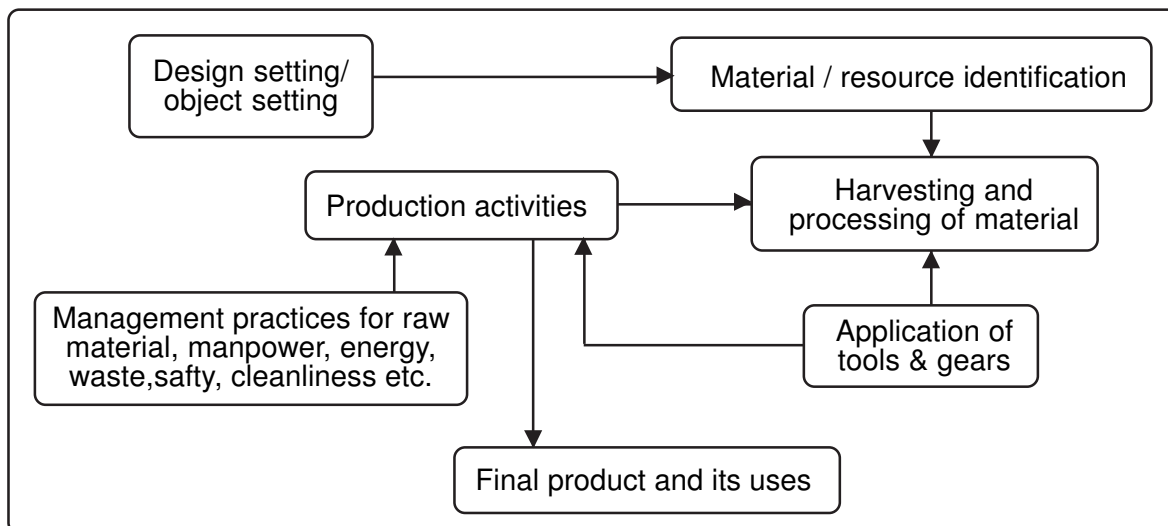 Design setting/
object setting
Material / resource identification
Production activities
Harvesting and
processing of material
Management practices for raw
material, manpower, energy,
waste,safty, cleanliness etc.
Application of
tools & gears
Final product and its uses